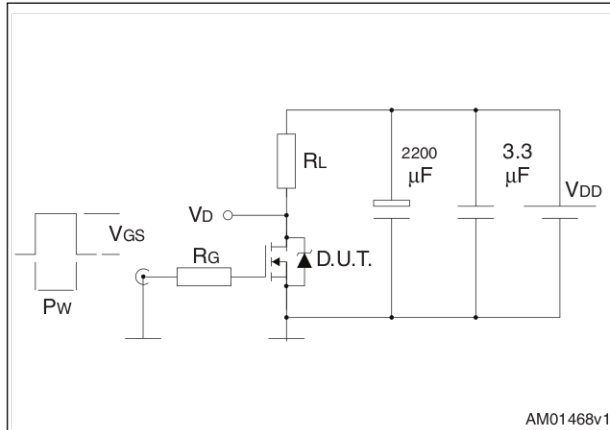 RL
2200
μF
3.3
μF
VDD
VD
VGS
RG
D.U.T.
PW
AM01468v1